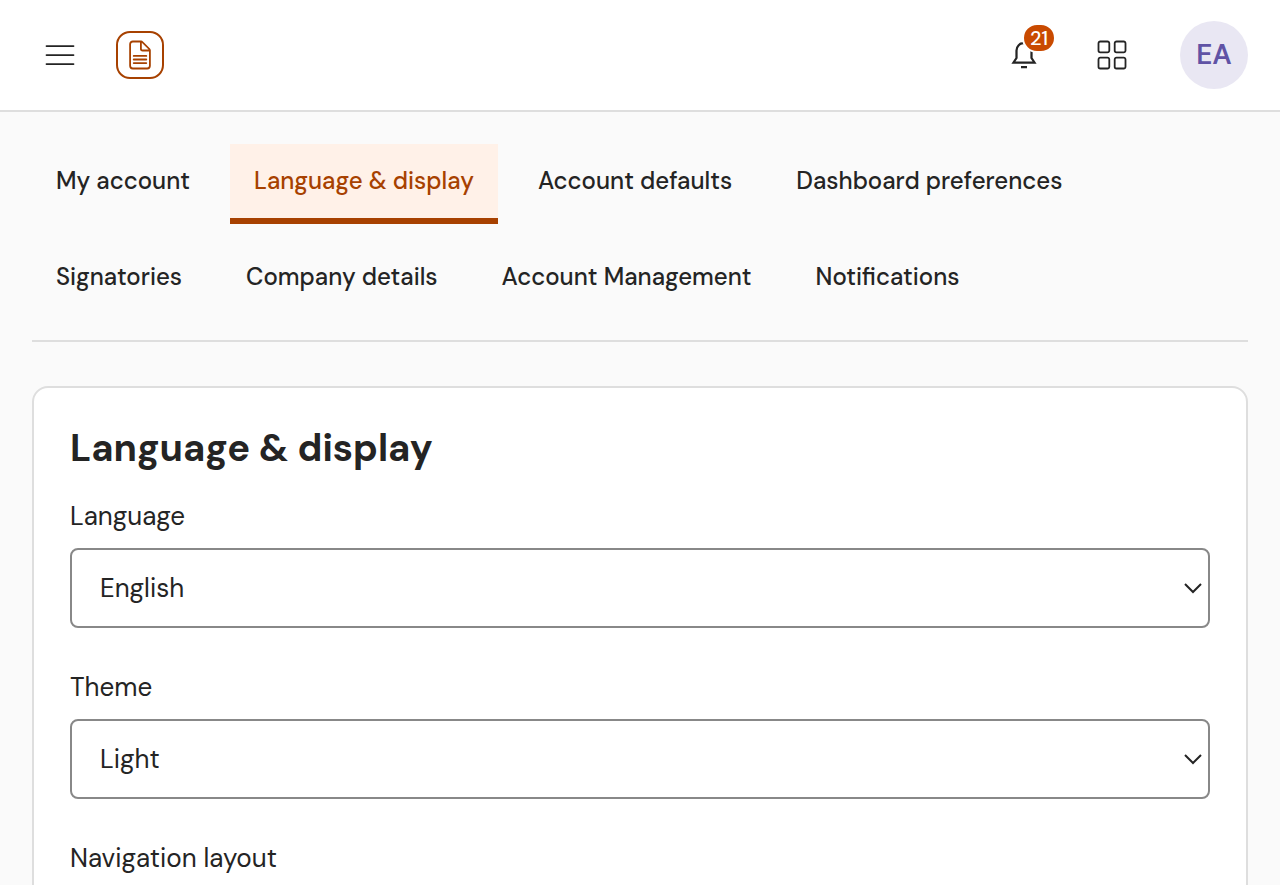 21
EA
My account Language & display Account defaults Dashboard preferences
Signatories Company details Account Management Notifications
Language & display
Language
English
Theme
Light
Navigation layout